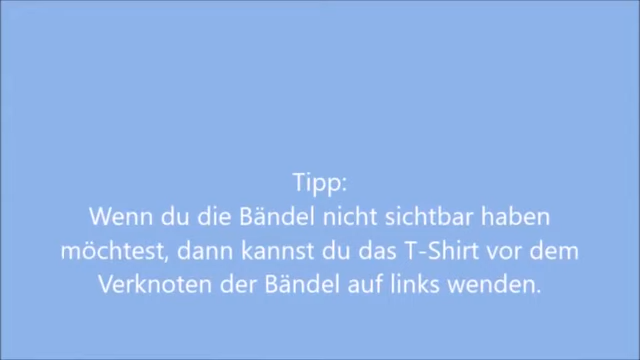 Tipp:
Wenn du die Bändel nicht sichtbar haben
möchtest, dann kannst du das T-Shirt vor dem
Verknoten der Bändel auf links wenden.